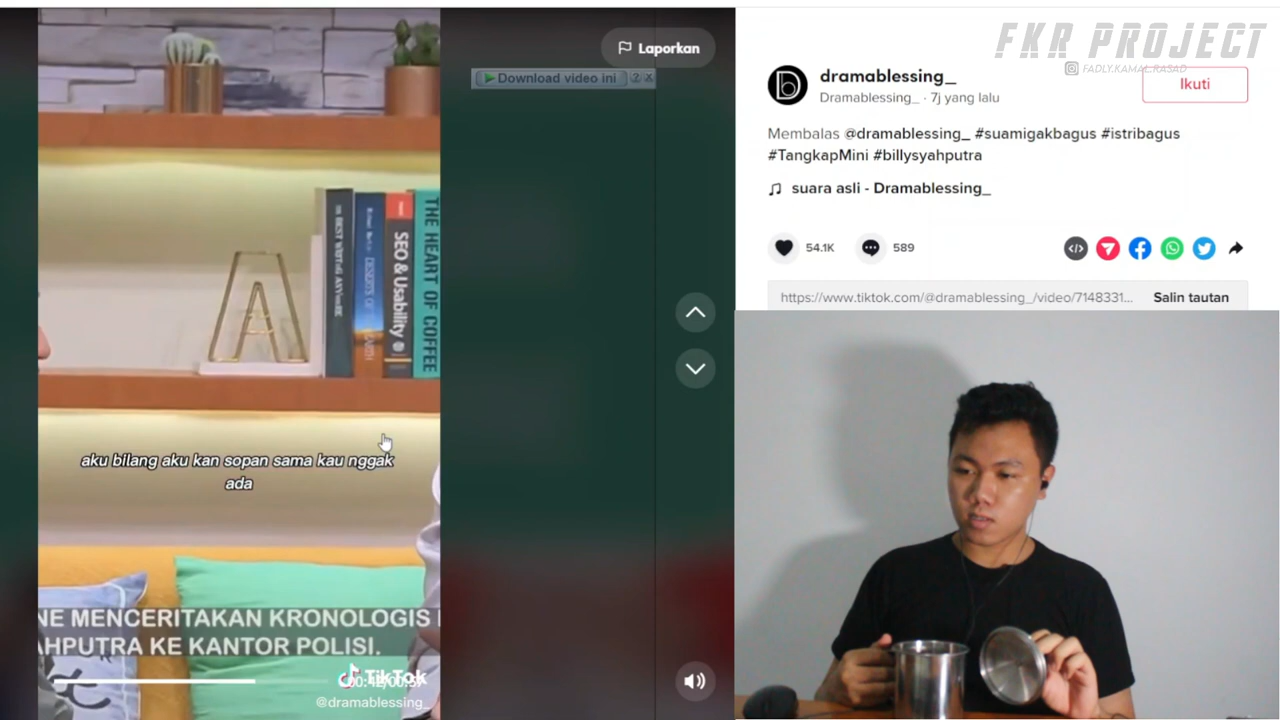 FKR PROJECT
FADLY.KAMAL.RASAD
Laporkan
Download video ini
dramablessing_
Dramablessing_ · 7j yang lalu
Ikuti
Membalas @dramablessing_ #suamigakbagus #istribagus
#TangkapMini #billysyahputra
suara asli - Dramablessing_
54.1K
589
https://www.tiktok.com/@dramablessing_/video/7148331...
Salin tautan
SEO & Usability
THE HEART OF COFFEE
A
aku bilang aku kan sopan sama kau nggak
ada
NE MENCERITAKAN KRONOLOGIS
AHPUTRA KE KANTOR POLISI.
TikTok
@dramablessing_